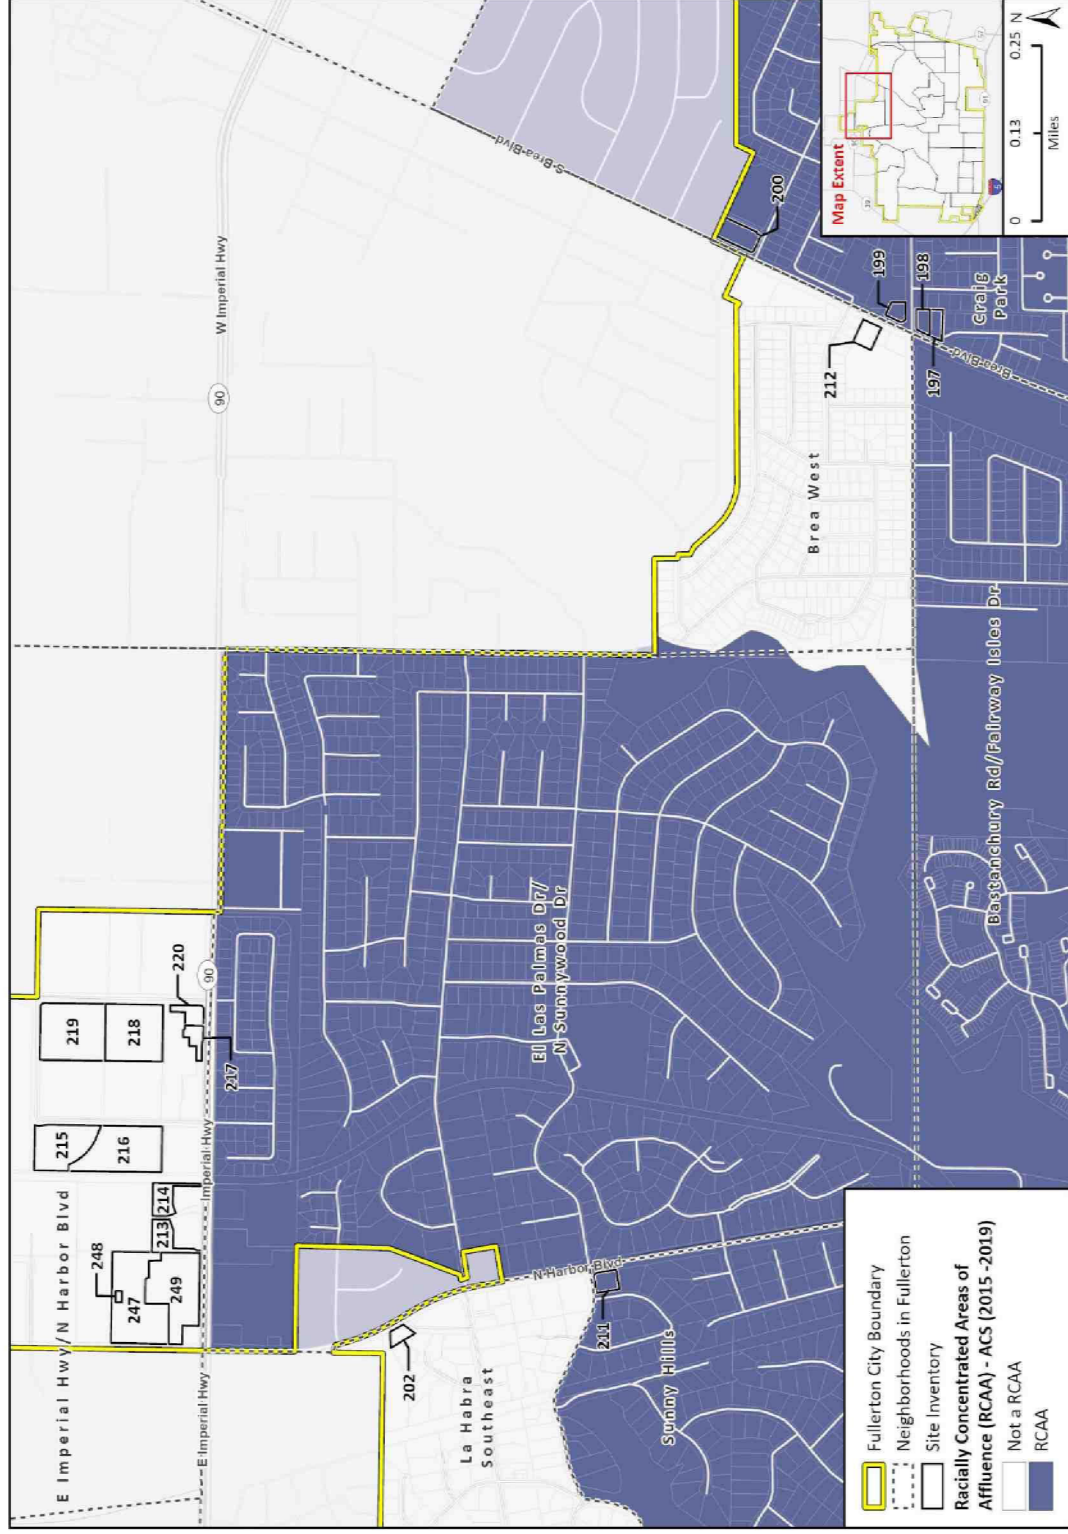 E Imperial Hwy/N Harbor Blvd
248
247
249
213
214
215
216
219
218
220
217
90
Imperial Hwy
E Imperial Hwy
W Imperial Hwy
90
S Brea Blvd
La Habra
Southeast
202
N Harbor Blvd
211
Sunny Hills
El Las Palmas Dr/
N Sunnywood Dr
Brea West
212
200
199
198
197
Brea Blvd
Craig
Park
Bastanchury Rd/Fairway Isles Dr
Fullerton City Boundary
Neighborhoods in Fullerton
Site Inventory
Racially Concentrated Areas of
Affluence (RCAA) - ACS (2015 -2019)
Not a RCAA
RCAA
Map Extent
39
57
91
5
0
0.13
0.25
N
Miles